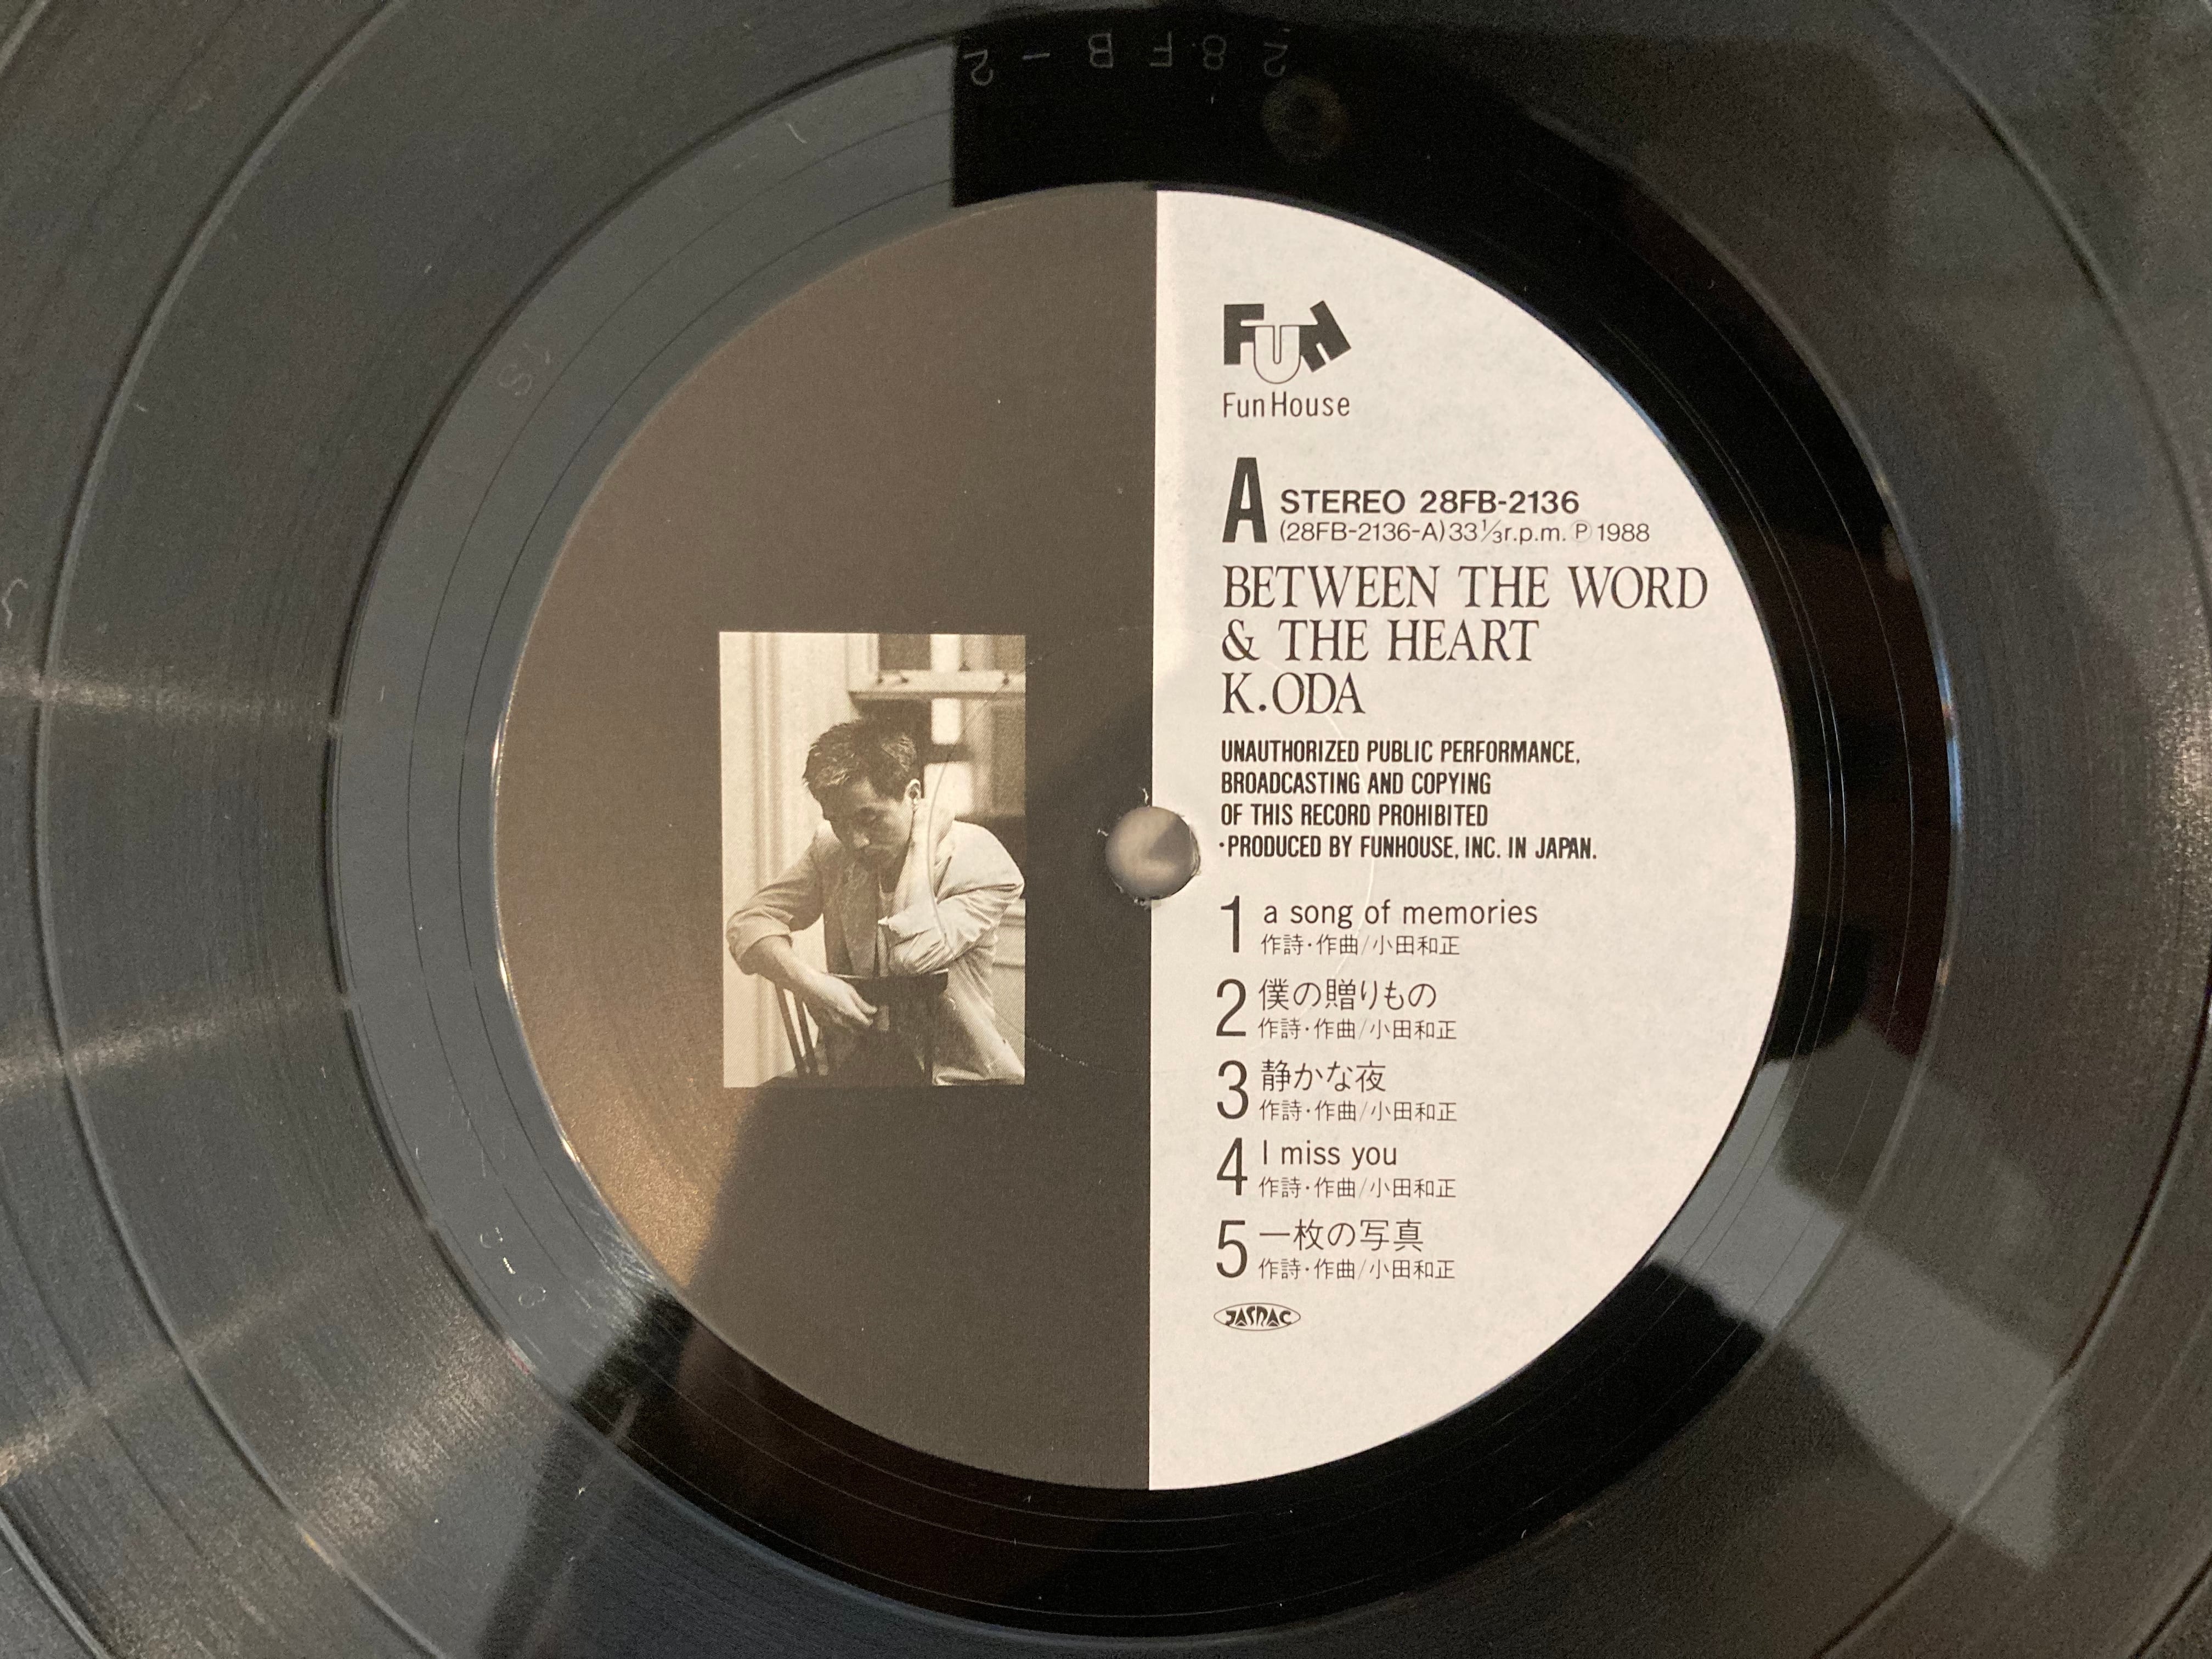 28FB-2
FUN
FunHouse
A STEREO 28FB-2136
(28FB-2136-A) 33⅓r.p.m. Ⓟ 1988
BETWEEN THE WORD
& THE HEART
K.ODA
UNAUTHORIZED PUBLIC PERFORMANCE,
BROADCASTING AND COPYING
OF THIS RECORD PROHIBITED
・PRODUCED BY FUNHOUSE, INC. IN JAPAN.
1 a song of memories
作詩・作曲/小田和正
2 僕の贈りもの
作詩・作曲/小田和正
3 静かな夜
作詩・作曲/小田和正
4 I miss you
作詩・作曲/小田和正
5 一枚の写真
作詩・作曲/小田和正
JASRAC